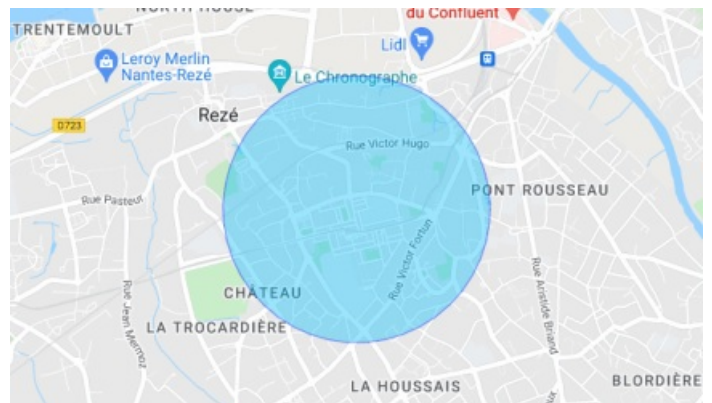 du Confluent
TRENTEMOULT
Lidl
Leroy Merlin
Nantes-Rezé
Le Chronographe
Rezé
D723
Rue Victor Hugo
PONT ROUSSEAU
Rue Pasteur
Rue Victor Fortun
CHÂTEAU
Rue Jean Mermoz
Rue Aristide Briand
LA TROCARDIÈRE
LA HOUSSAIS
BLORDIÈRE